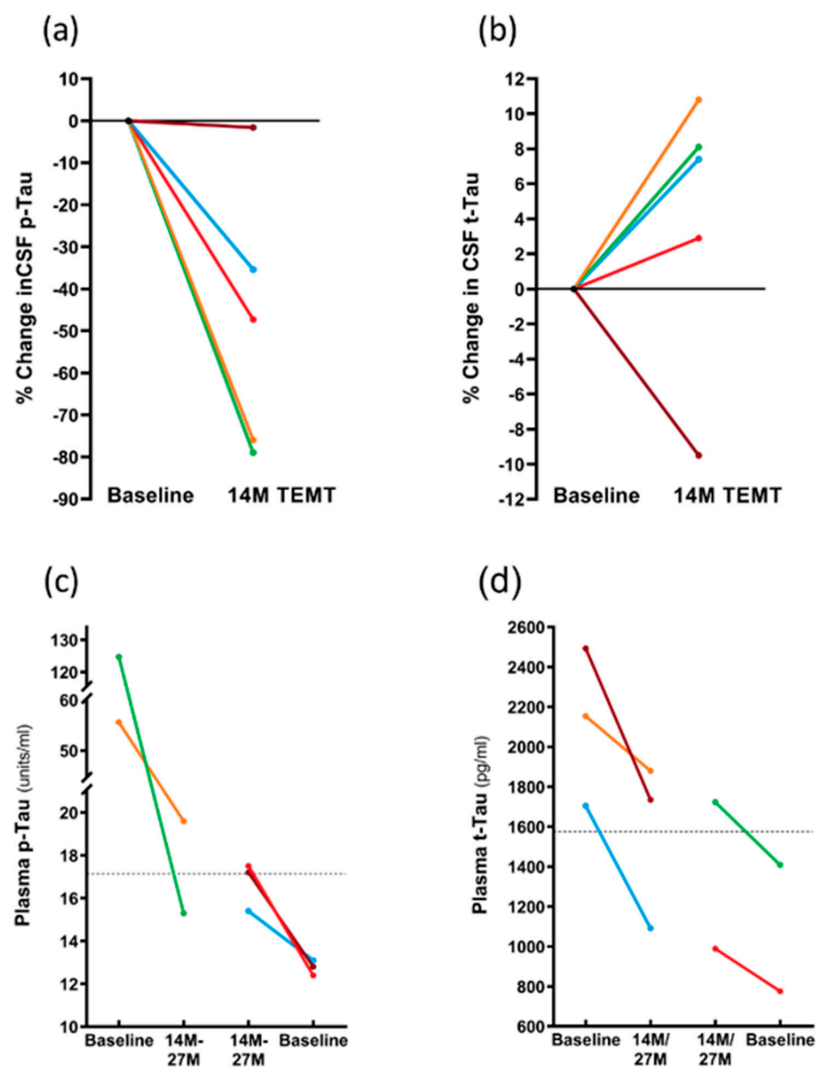 (a)
% Change inCSF p-Tau
10
0
-10
-20
-30
-40
-50
-60
-70
-80
-90
Baseline
14M TEMT
(b)
% Change in CSF t-Tau
12
10
8
6
4
2
0
-2
-4
-6
-8
-10
-12
Baseline
14M TEMT
(c)
Plasma p-Tau (units/ml)
130
120
60
50
20
18
16
14
12
10
Baseline
14M-
27M
14M-
27M
Baseline
(d)
Plasma t-Tau (pg/ml)
2600
2400
2200
2000
1800
1600
1400
1200
1000
800
600
Baseline
14M/
27M
14M/
27M
Baseline